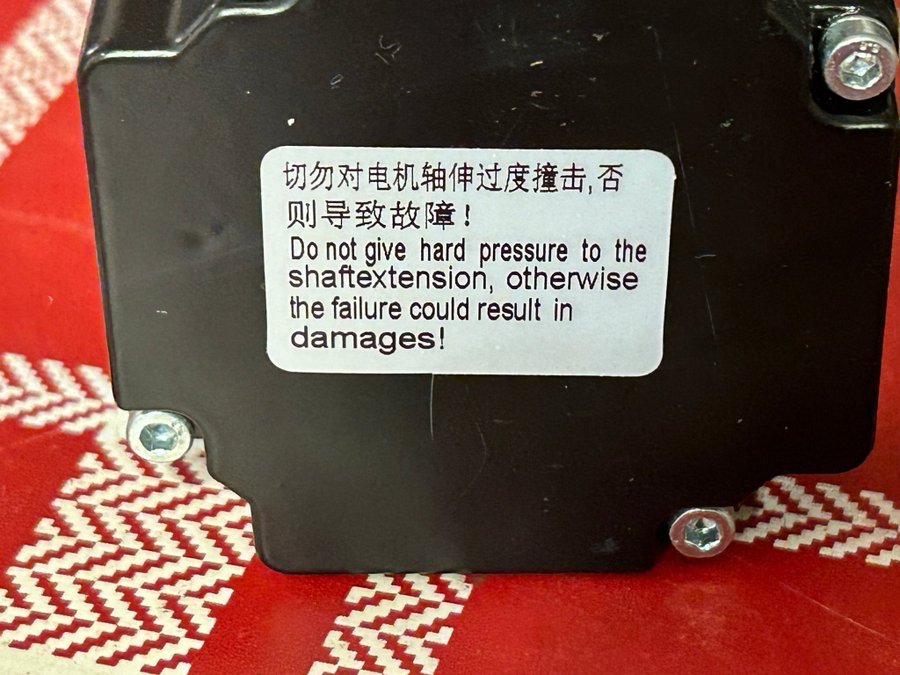 切勿对电机轴伸过度撞击,否
则导致故障!
Do not give hard pressure to the
shaftextension, otherwise
the failure could result in
damages!